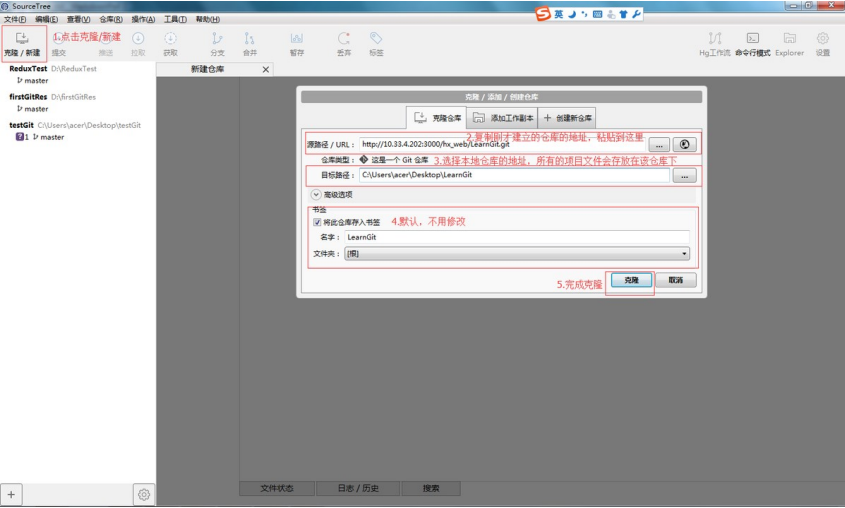 SourceTree
文件(F) 编辑(E) 查看(V) 仓库(R) 操作(A) 工具(T) 帮助(H)
英
1.点击克隆/新建
克隆 / 新建 提交 推送 拉取 获取 分支 合并 暂存 丢弃 标签 Hg工作流 命令行模式 Explorer 设置
ReduxTest D:\ReduxTest
master
firstGitRes D:\firstGitRes
master
testGit C:\Users\acer\Desktop\testGit
1 master
新建仓库
克隆 / 添加 / 创建仓库
克隆仓库 添加工作副本 创建新仓库
2.复制刚才建立的仓库的地址，粘贴到这里
源路径 / URL： http://10.33.4.202:3000/hx_web/LearnGit.git ...
仓库类型： 这是一个 Git 仓库 3.选择本地仓库的地址，所有的项目文件会存放在该仓库下
目标路径： C:\Users\acer\Desktop\LearnGit ...
高级选项
书签
将此仓库存入书签 4.默认，不用修改
名字： LearnGit
文件夹： [根]
5.完成克隆 克隆 取消
文件状态 日志 / 历史 搜索